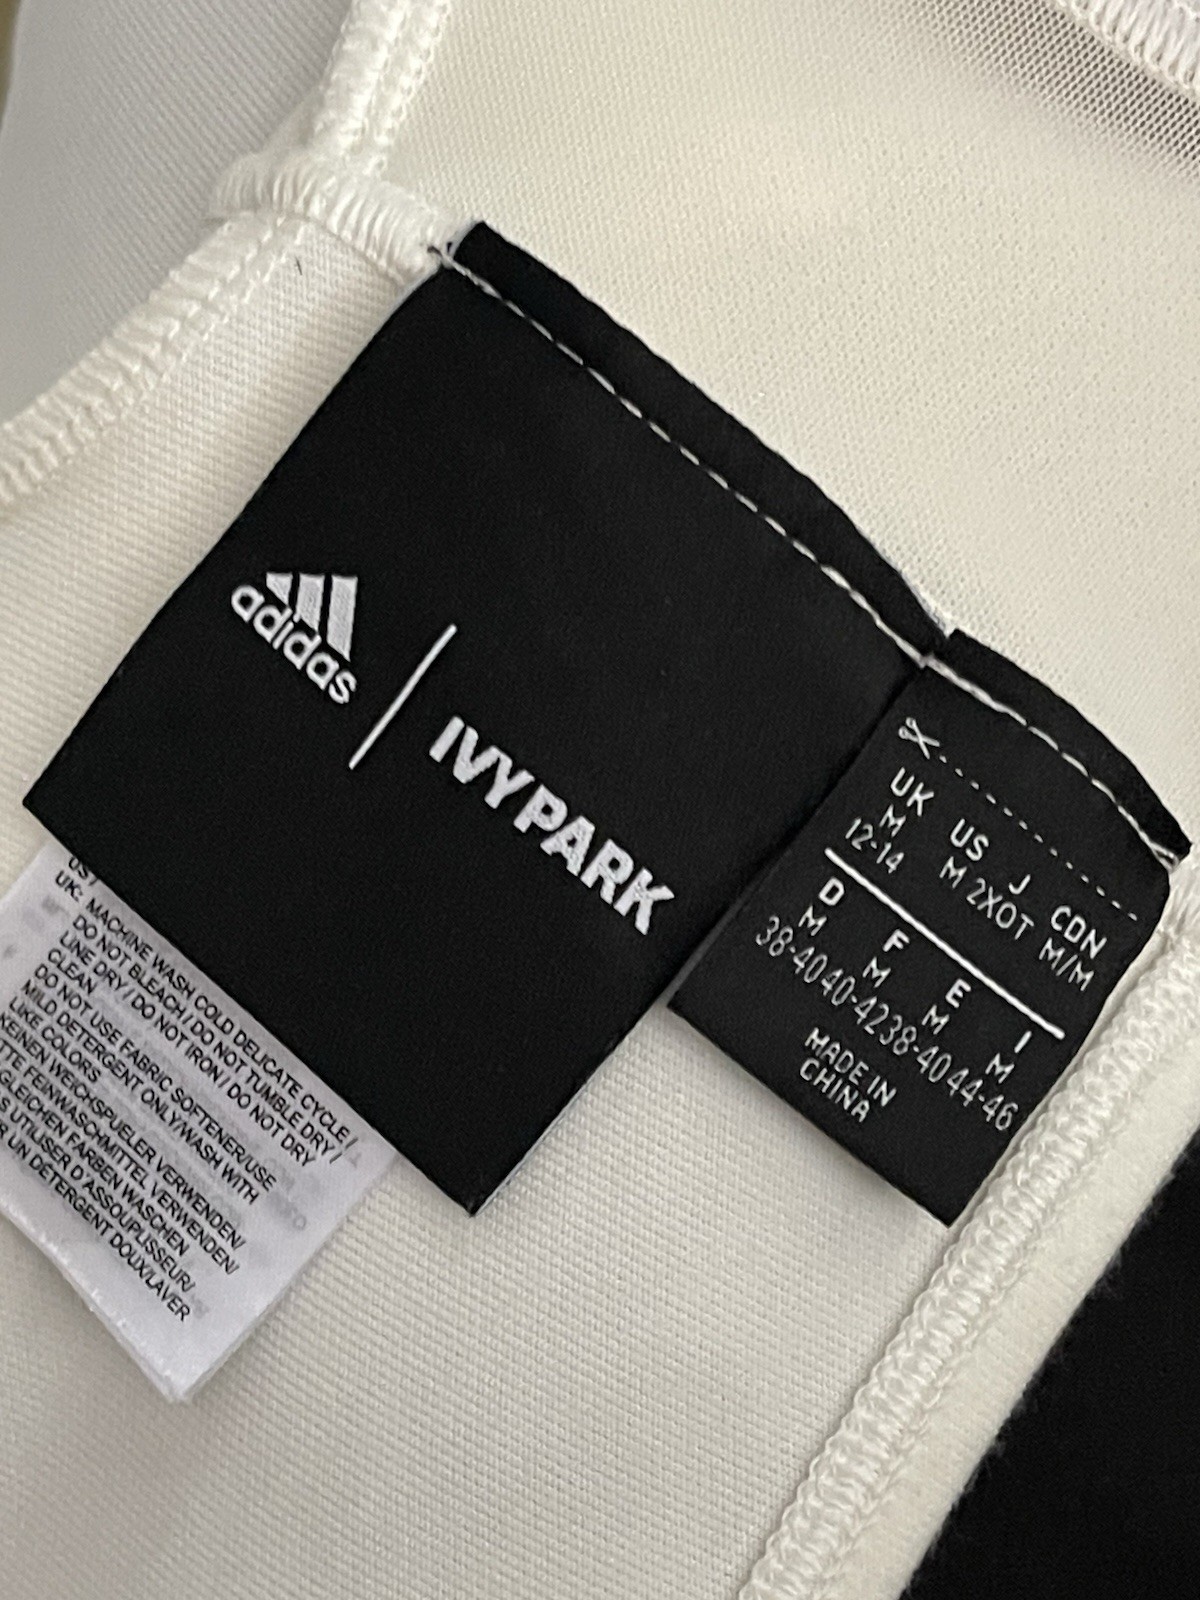 adidas
IVY PARK
UK US J CDN
M M 2XOT M/M
12-14
D F E I
M M M M
38-40 40-42 38-40 44-46
MADE IN
CHINA
US /
UK: MACHINE WASH COLD DELICATE CYCLE /
DO NOT BLEACH / DO NOT TUMBLE DRY /
LINE DRY / DO NOT IRON / DO NOT DRY
CLEAN
DO NOT USE FABRIC SOFTENER/USE
MILD DETERGENT ONLY/WASH WITH
LIKE COLORS
KEINEN WEICHSPUELER VERWENDEN/
FEINWASCHMITTEL VERWENDEN/
GLEICHEN FARBEN WASCHEN
UTILISER D'ASSOUPLISSEUR/
UN DÉTERGENT DOUX/LAVER